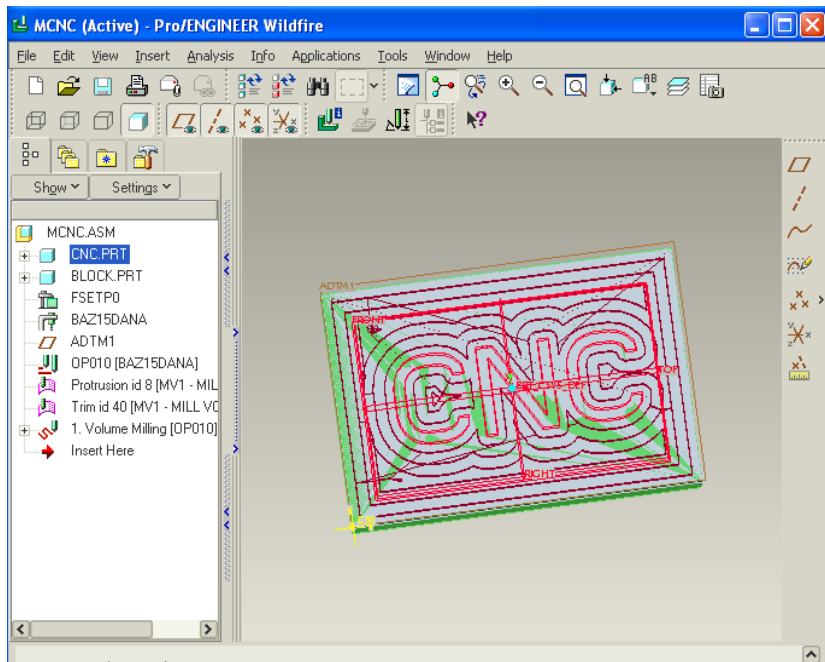 MCNC (Active) - Pro/ENGINEER Wildfire
File Edit View Insert Analysis Info Applications Tools Window Help
Show Settings
MCNC.ASM
CNC.PRT
BLOCK.PRT
FSETP0
BAZ15DANA
ADTM1
OP010 [BAZ15DANA]
Protrusion id 8 [MV1 - MIL
Trim id 40 [MV1 - MILL VO
1. Volume Milling [OP010]
Insert Here
ADTM1
FRONT
TOP
RIGHT
CNC